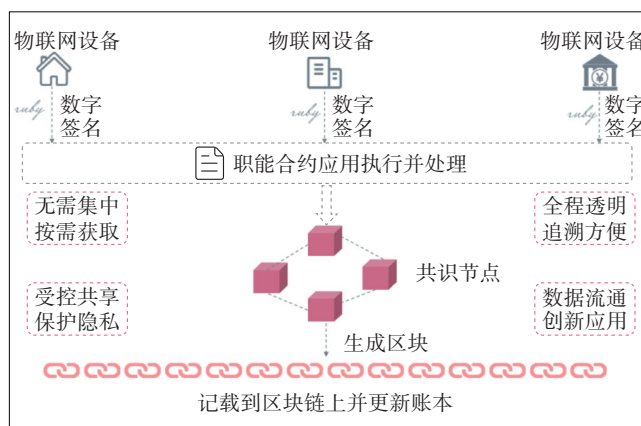 物联网设备
物联网设备
物联网设备
ruby
数字
签名
ruby
数字
签名
ruby
数字
签名
职能合约应用执行并处理
无需集中
按需获取
全程透明
追溯方便
共识节点
受控共享
保护隐私
数据流通
创新应用
生成区块
记载到区块链上并更新账本